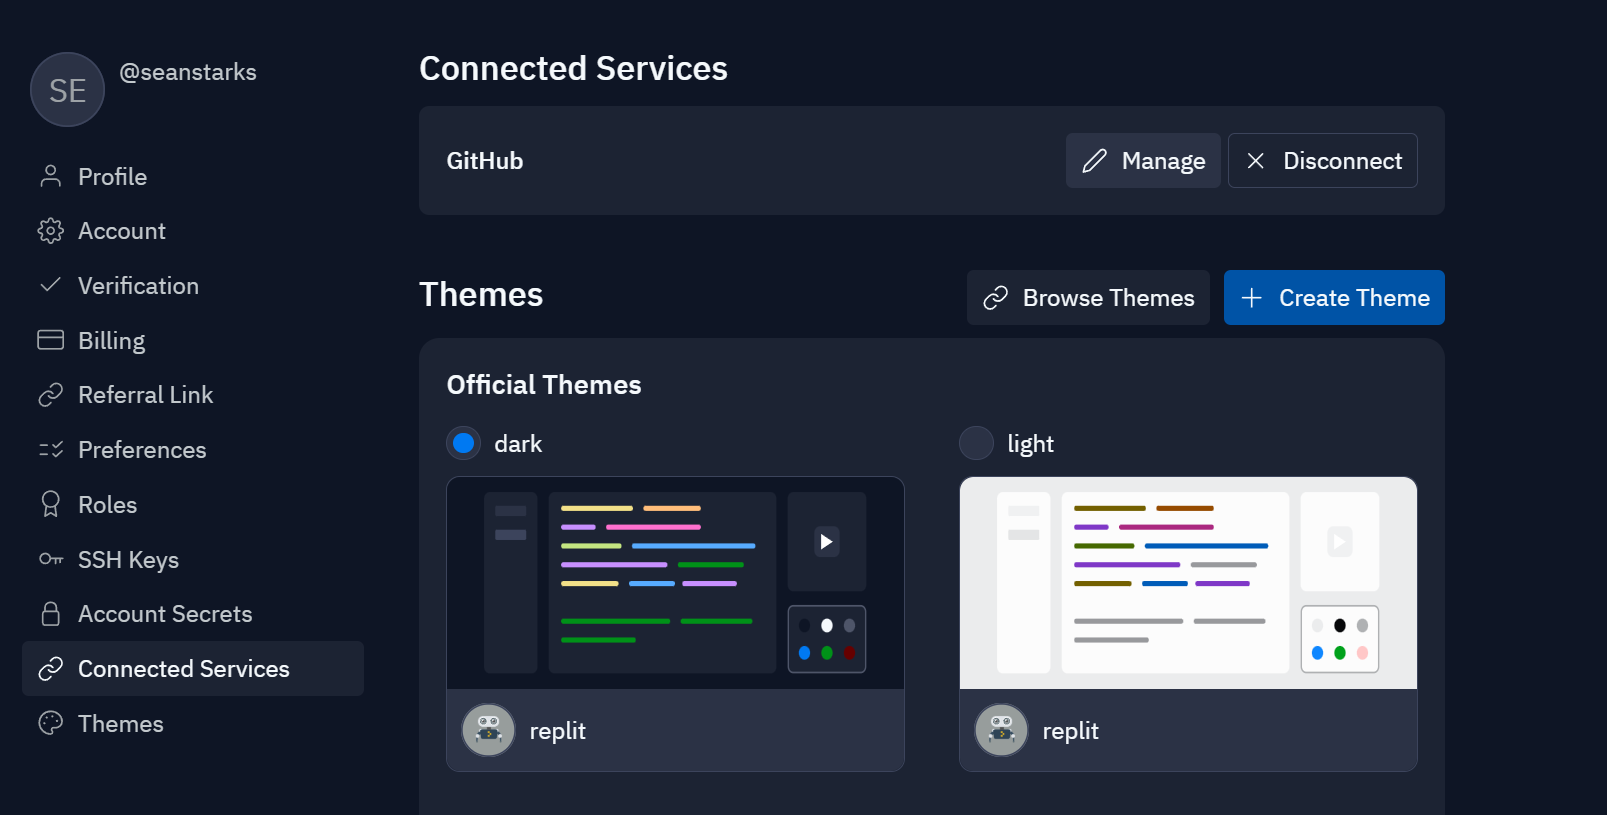 SE
@seanstarks
Profile
Account
Verification
Billing
Referral Link
Preferences
Roles
SSH Keys
Account Secrets
Connected Services
Themes
Connected Services
GitHub
Manage
Disconnect
Themes
Browse Themes
Create Theme
Official Themes
dark
light
replit
replit